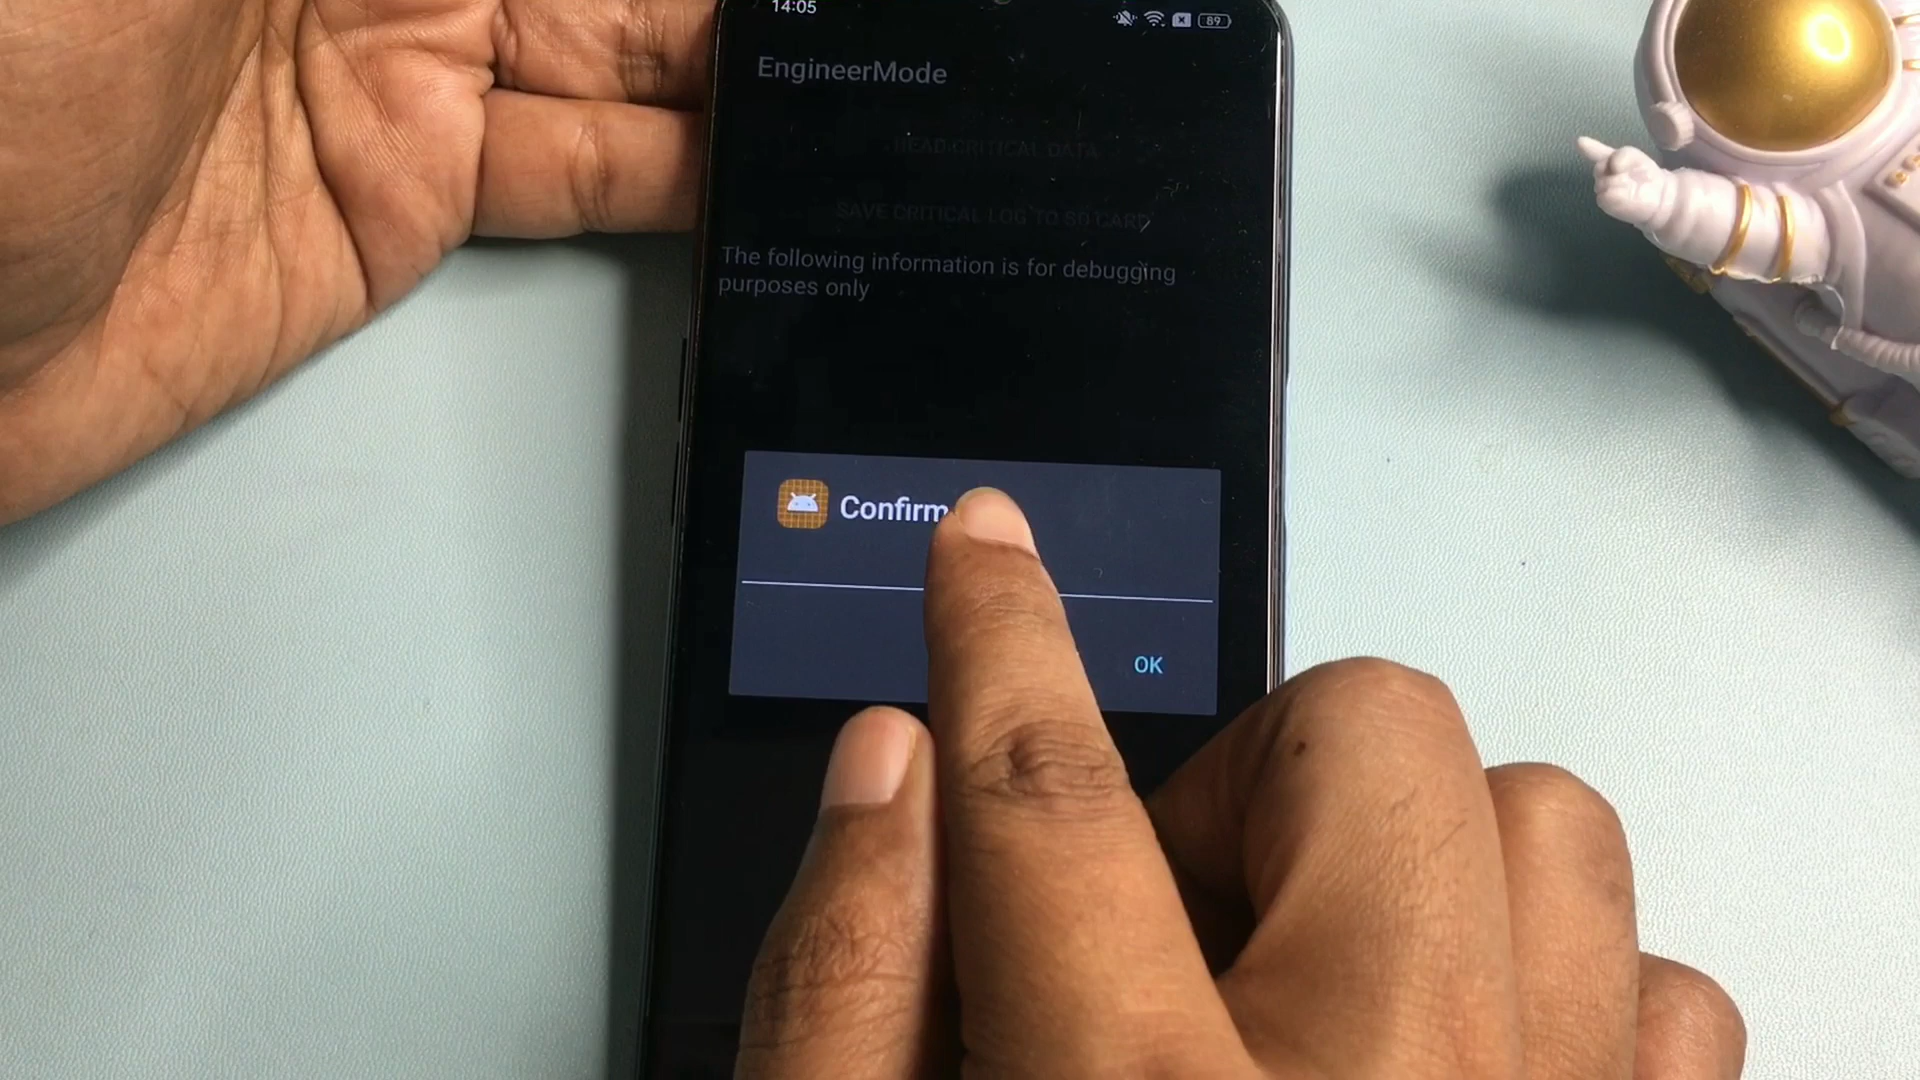 14:05
89
EngineerMode
READ CRITICAL DATA
SAVE CRITICAL LOG TO SD CARD
The following information is for debugging
purposes only
Confirm
OK